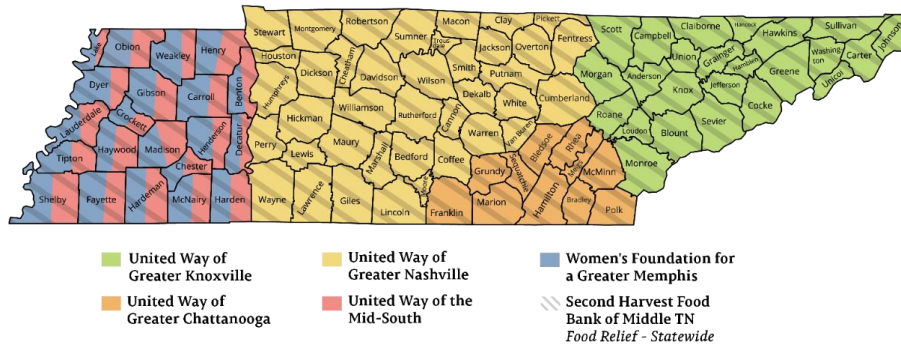 Stewart
Montgomery
Robertson
Sumner
Macon
Trousdale
Clay
Pickett
Fentress
Scott
Campbell
Claiborne
Hancock
Hawkins
Sullivan
Johnson
Lake
Obion
Weakley
Henry
Houston
Dickson
Cheatham
Davidson
Wilson
Smith
Jackson
Overton
Putnam
Morgan
Anderson
Union
Grainger
Hamblen
Greene
Washing
ton
Carter
Unicoi
Dyer
Gibson
Carroll
Benton
Humphreys
Hickman
Williamson
Rutherford
Cannon
Dekalb
White
Cumberland
Roane
Knox
Jefferson
Cocke
Sevier
Blount
Loudon
Monroe
Lauderdale
Crockett
Haywood
Madison
Henderson
Decatur
Chester
Perry
Lewis
Maury
Marshall
Bedford
Coffee
Warren
Van Buren
Bledsoe
Rhea
Meigs
McMinn
Tipton
Shelby
Fayette
Hardeman
McNairy
Harden
Wayne
Lawrence
Giles
Lincoln
Moore
Franklin
Grundy
Sequatchie
Marion
Hamilton
Bradley
Polk
United Way of
Greater Knoxville
United Way of
Greater Nashville
Women's Foundation for
a Greater Memphis
United Way of
Greater Chattanooga
United Way of the
Mid-South
Second Harvest Food
Bank of Middle TN
Food Relief - Statewide